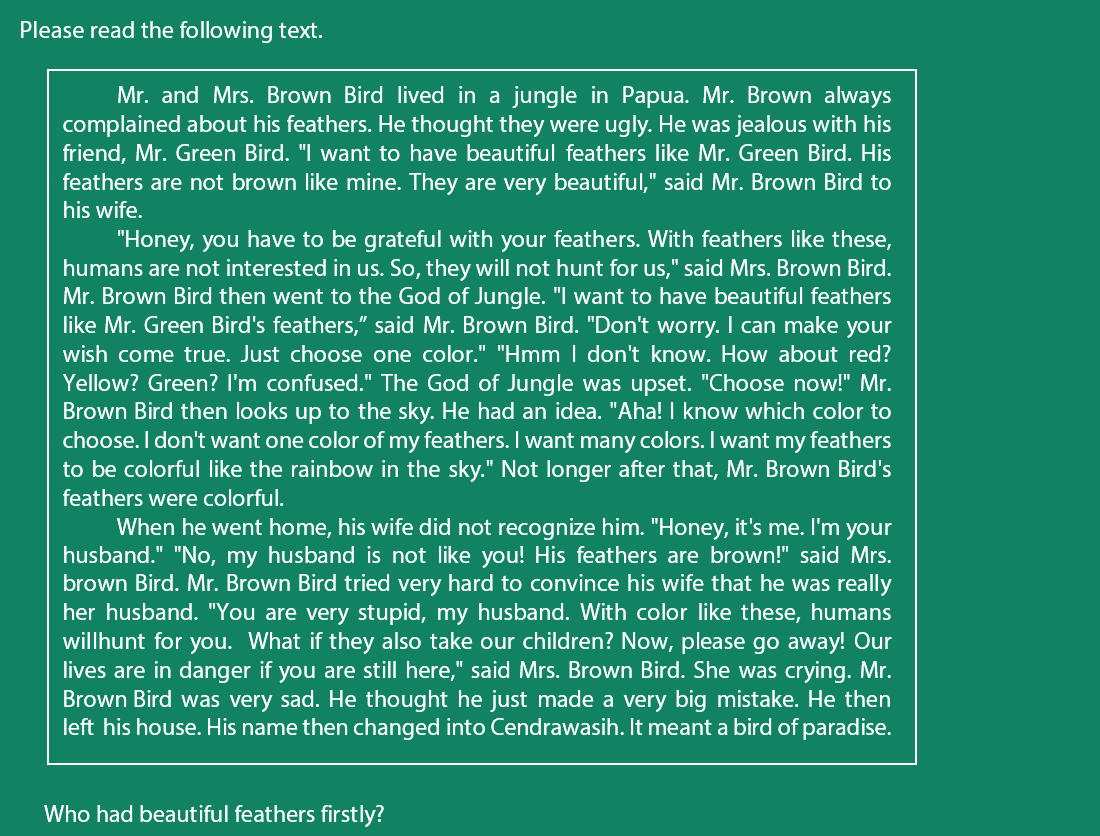 Please read the following text.
Mr. and Mrs. Brown Bird lived in a jungle in Papua. Mr. Brown always
complained about his feathers. He thought they were ugly. He was jealous with his
friend, Mr. Green Bird. "I want to have beautiful feathers like Mr. Green Bird. His
feathers are not brown like mine. They are very beautiful," said Mr. Brown Bird to
his wife.
"Honey, you have to be grateful with your feathers. With feathers like these,
humans are not interested in us. So, they will not hunt for us," said Mrs. Brown Bird.
Mr. Brown Bird then went to the God of Jungle. "I want to have beautiful feathers
like Mr. Green Bird's feathers,” said Mr. Brown Bird. "Don't worry. I can make your
wish come true. Just choose one color." "Hmm I don't know. How about red?
Yellow? Green? I'm confused." The God of Jungle was upset. "Choose now!" Mr.
Brown Bird then looks up to the sky. He had an idea. "Aha! I know which color to
choose. I don't want one color of my feathers. I want many colors. I want my feathers
to be colorful like the rainbow in the sky." Not longer after that, Mr. Brown Bird's
feathers were colorful.
When he went home, his wife did not recognize him. "Honey, it's me. I'm your
husband." "No, my husband is not like you! His feathers are brown!" said Mrs.
brown Bird. Mr. Brown Bird tried very hard to convince his wife that he was really
her husband. "You are very stupid, my husband. With color like these, humans
willhunt for you.  What if they also take our children? Now, please go away! Our
lives are in danger if you are still here," said Mrs. Brown Bird. She was crying. Mr.
Brown Bird was very sad. He thought he just made a very big mistake. He then
left his house. His name then changed into Cendrawasih. It meant a bird of paradise.
Who had beautiful feathers firstly?